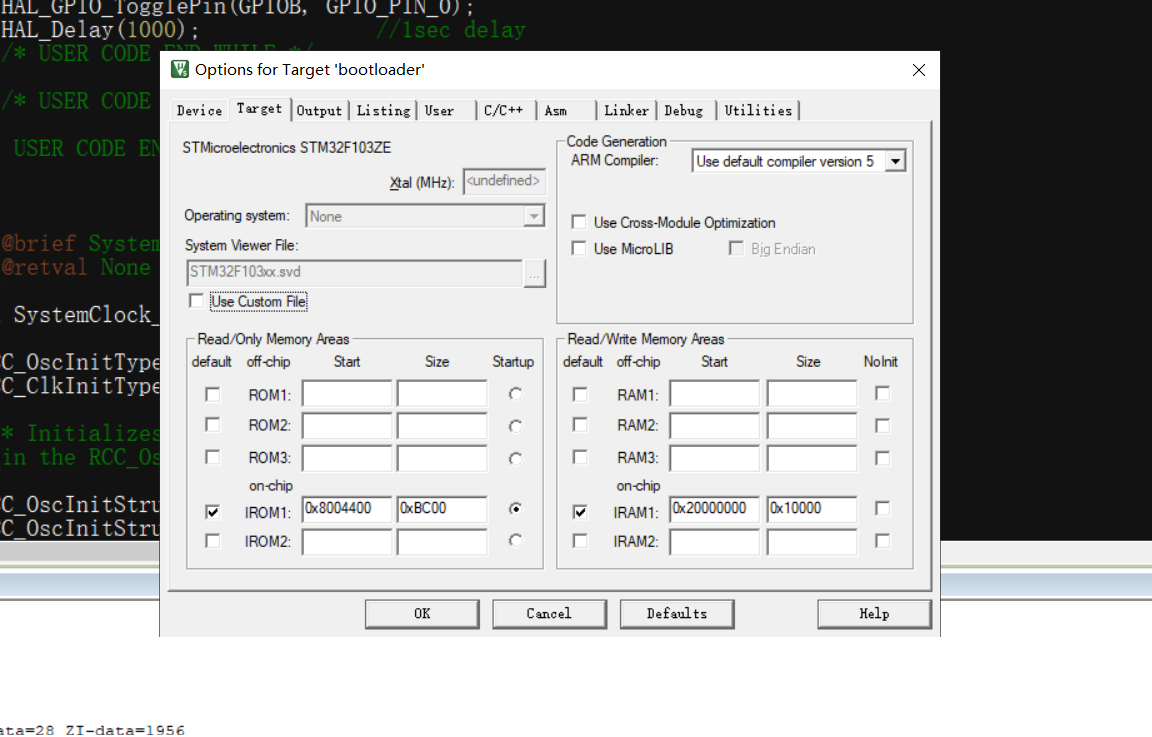 HAL_GPIO_TogglePin(GPIOB, GPIO_PIN_0);
HAL_Delay(1000); //1sec delay
/* USER CODE END WHILE */
/* USER CODE
USER CODE EN
@brief System
@retval None
SystemClock_
C_OscInitType
C_ClkInitType
* Initializes
in the RCC_Os
C_OscInitStru
C_OscInitStru
Options for Target 'bootloader'
Device Target Output Listing User C/C++ Asm Linker Debug Utilities
STMicroelectronics STM32F103ZE
Xtal (MHz): <undefined>
Operating system: None
System Viewer File:
STM32F103xx.svd ...
Use Custom File
Code Generation
ARM Compiler: Use default compiler version 5
Use Cross-Module Optimization
Use MicroLIB Big Endian
Read/Only Memory Areas
default off-chip Start Size Startup
ROM1:
ROM2:
ROM3:
on-chip
IROM1: 0x8004400 0xBC00
IROM2:
Read/Write Memory Areas
default off-chip Start Size NoInit
RAM1:
RAM2:
RAM3:
on-chip
IRAM1: 0x20000000 0x10000
IRAM2:
OK Cancel Defaults Help
ata=28 ZI-data=1956